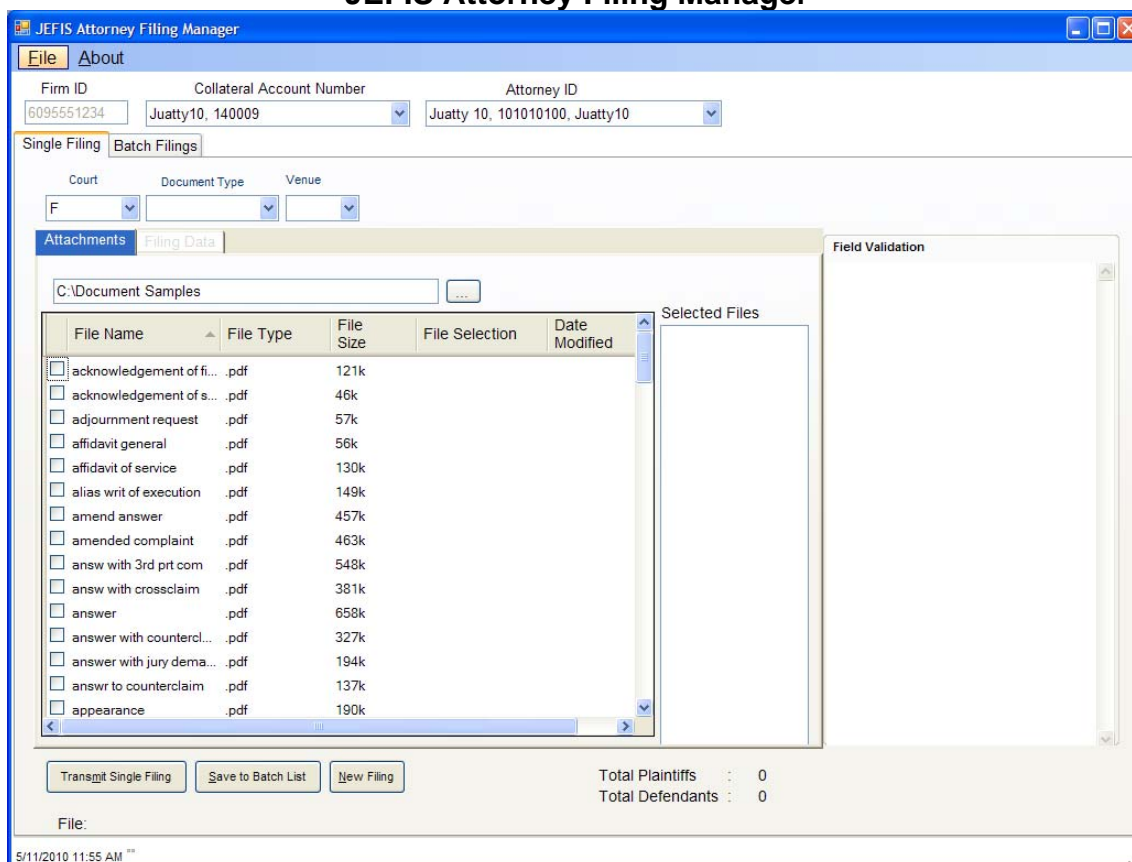 JEFIS Attorney Filing Manager
JEFIS Attorney Filing Manager
File About
Firm ID Collateral Account Number Attorney ID
6095551234 Juatty10, 140009 Juatty 10, 101010100, Juatty10
Single Filing Batch Filings
Court Document Type Venue
F
Attachments Filing Data
Field Validation
C:\Document Samples ...
Selected Files
File Name File Type File Size File Selection Date Modified
acknowledgement of fi... .pdf 121k
acknowledgement of s... .pdf 46k
adjournment request .pdf 57k
affidavit general .pdf 56k
affidavit of service .pdf 130k
alias writ of execution .pdf 149k
amend answer .pdf 457k
amended complaint .pdf 463k
answ with 3rd prt com .pdf 548k
answ with crossclaim .pdf 381k
answer .pdf 658k
answer with countercl... .pdf 327k
answer with jury dema... .pdf 194k
answr to counterclaim .pdf 137k
appearance .pdf 190k
Transmit Single Filing Save to Batch List New Filing
Total Plaintiffs : 0
Total Defendants : 0
File:
5/11/2010 11:55 AM